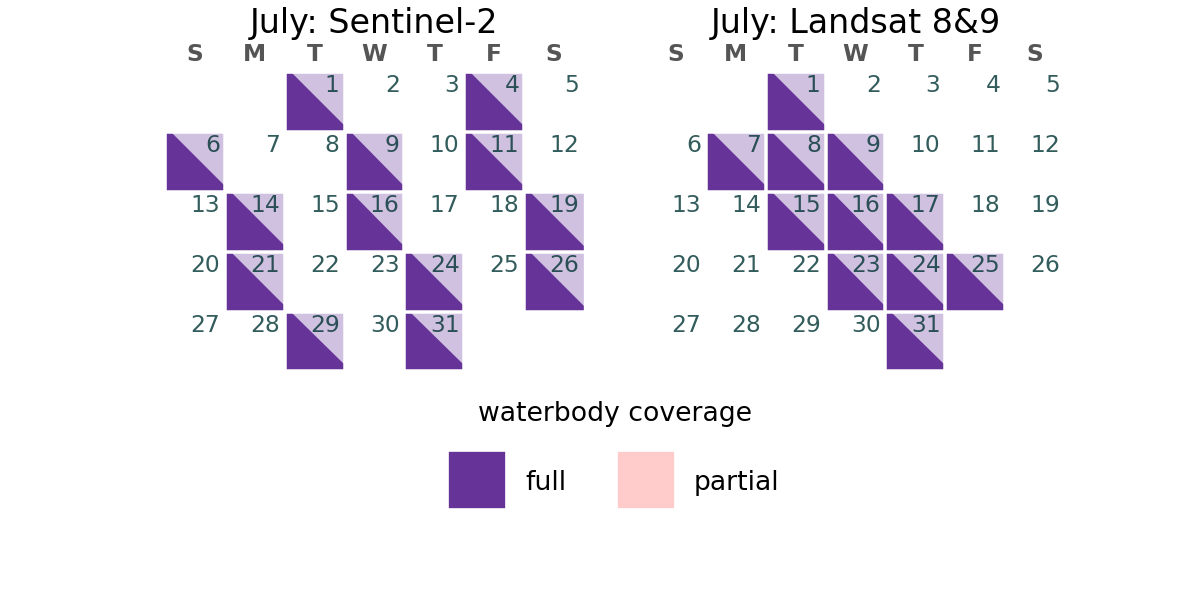 July: Sentinel-2
S M T W T F S
1 2 3 4 5
6 7 8 9 10 11 12
13 14 15 16 17 18 19
20 21 22 23 24 25 26
27 28 29 30 31
July: Landsat 8&9
S M T W T F S
1 2 3 4 5
6 7 8 9 10 11 12
13 14 15 16 17 18 19
20 21 22 23 24 25 26
27 28 29 30 31
waterbody coverage
full partial